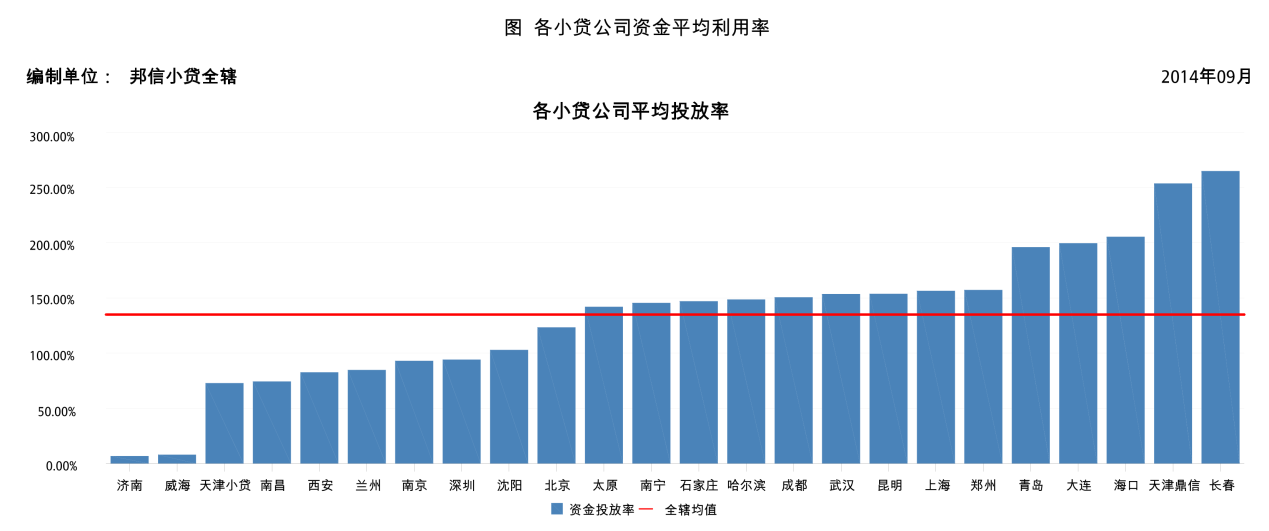 图 各小贷公司资金平均利用率
编制单位： 邦信小贷全辖 2014年09月
各小贷公司平均投放率
300.00%
250.00%
200.00%
150.00%
100.00%
50.00%
0.00%
济南 威海 天津小贷 南昌 西安 兰州 南京 深圳 沈阳 北京 太原 南宁 石家庄 哈尔滨 成都 武汉 昆明 上海 郑州 青岛 大连 海口 天津鼎信 长春
资金投放率 全辖均值